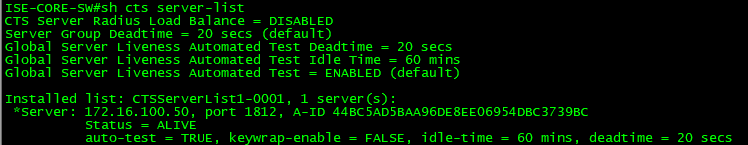 ISE-CORE-SW#sh cts server-list
CTS Server Radius Load Balance = DISABLED
Server Group Deadtime = 20 secs (default)
Global Server Liveness Automated Test Deadtime = 20 secs
Global Server Liveness Automated Test Idle Time = 60 mins
Global Server Liveness Automated Test = ENABLED (default)
Installed list: CTSServerList1-0001, 1 server(s):
*Server: 172.16.100.50, port 1812, A-ID 44BC5AD5BAA96DE8EE06954DBC3739BC
Status = ALIVE
auto-test = TRUE, keywrap-enable = FALSE, idle-time = 60 mins, deadtime = 20 secs